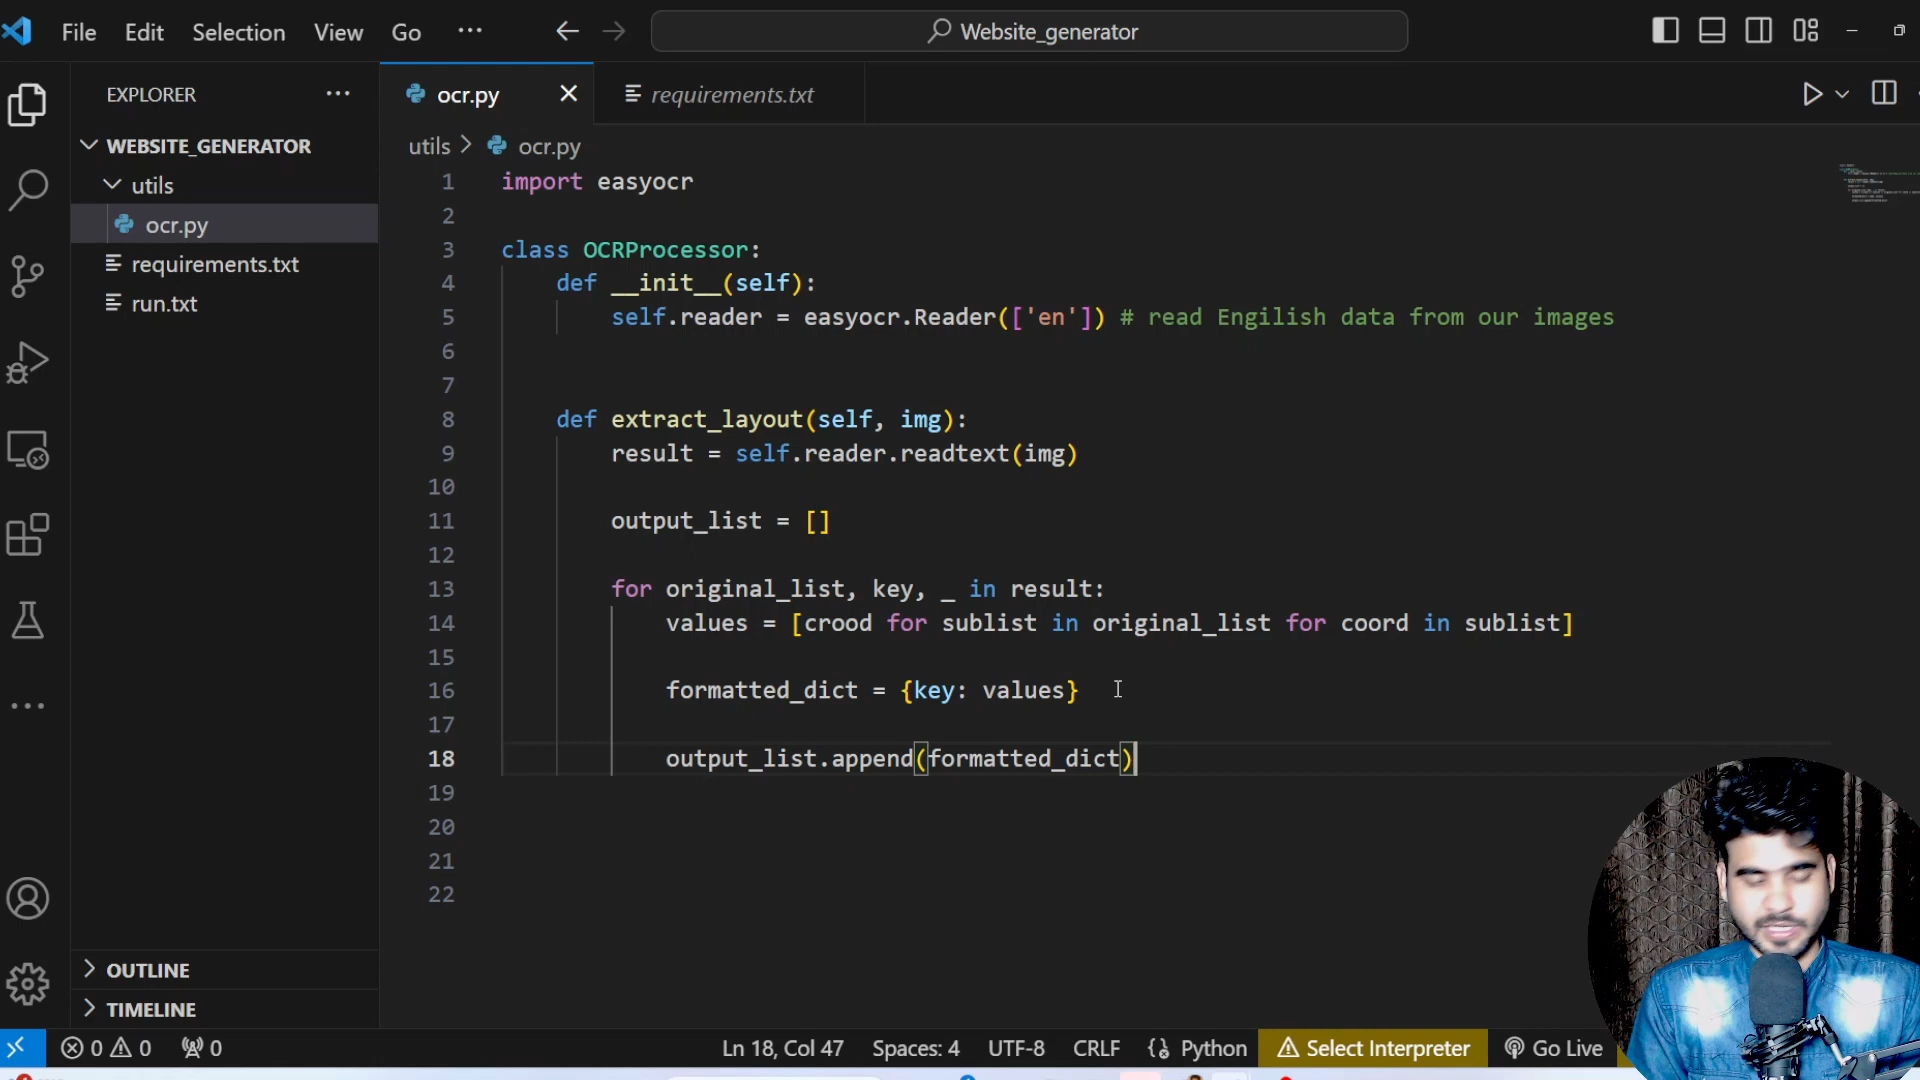 File Edit Selection View Go ··· Website_generator
EXPLORER ···
ocr.py requirements.txt
WEBSITE_GENERATOR
utils
ocr.py
requirements.txt
run.txt
utils > ocr.py
1 import easyocr
2
3 class OCRProcessor:
4 def __init__(self):
5 self.reader = easyocr.Reader(['en']) # read Engilish data from our images
6
7
8 def extract_layout(self, img):
9 result = self.reader.readtext(img)
10
11 output_list = []
12
13 for original_list, key, _ in result:
14 values = [crood for sublist in original_list for coord in sublist]
15
16 formatted_dict = {key: values}
17
18 output_list.append(formatted_dict)
19
20
21
22
OUTLINE
TIMELINE
0 0 0 Ln 18, Col 47 Spaces: 4 UTF-8 CRLF Python Select Interpreter Go Live